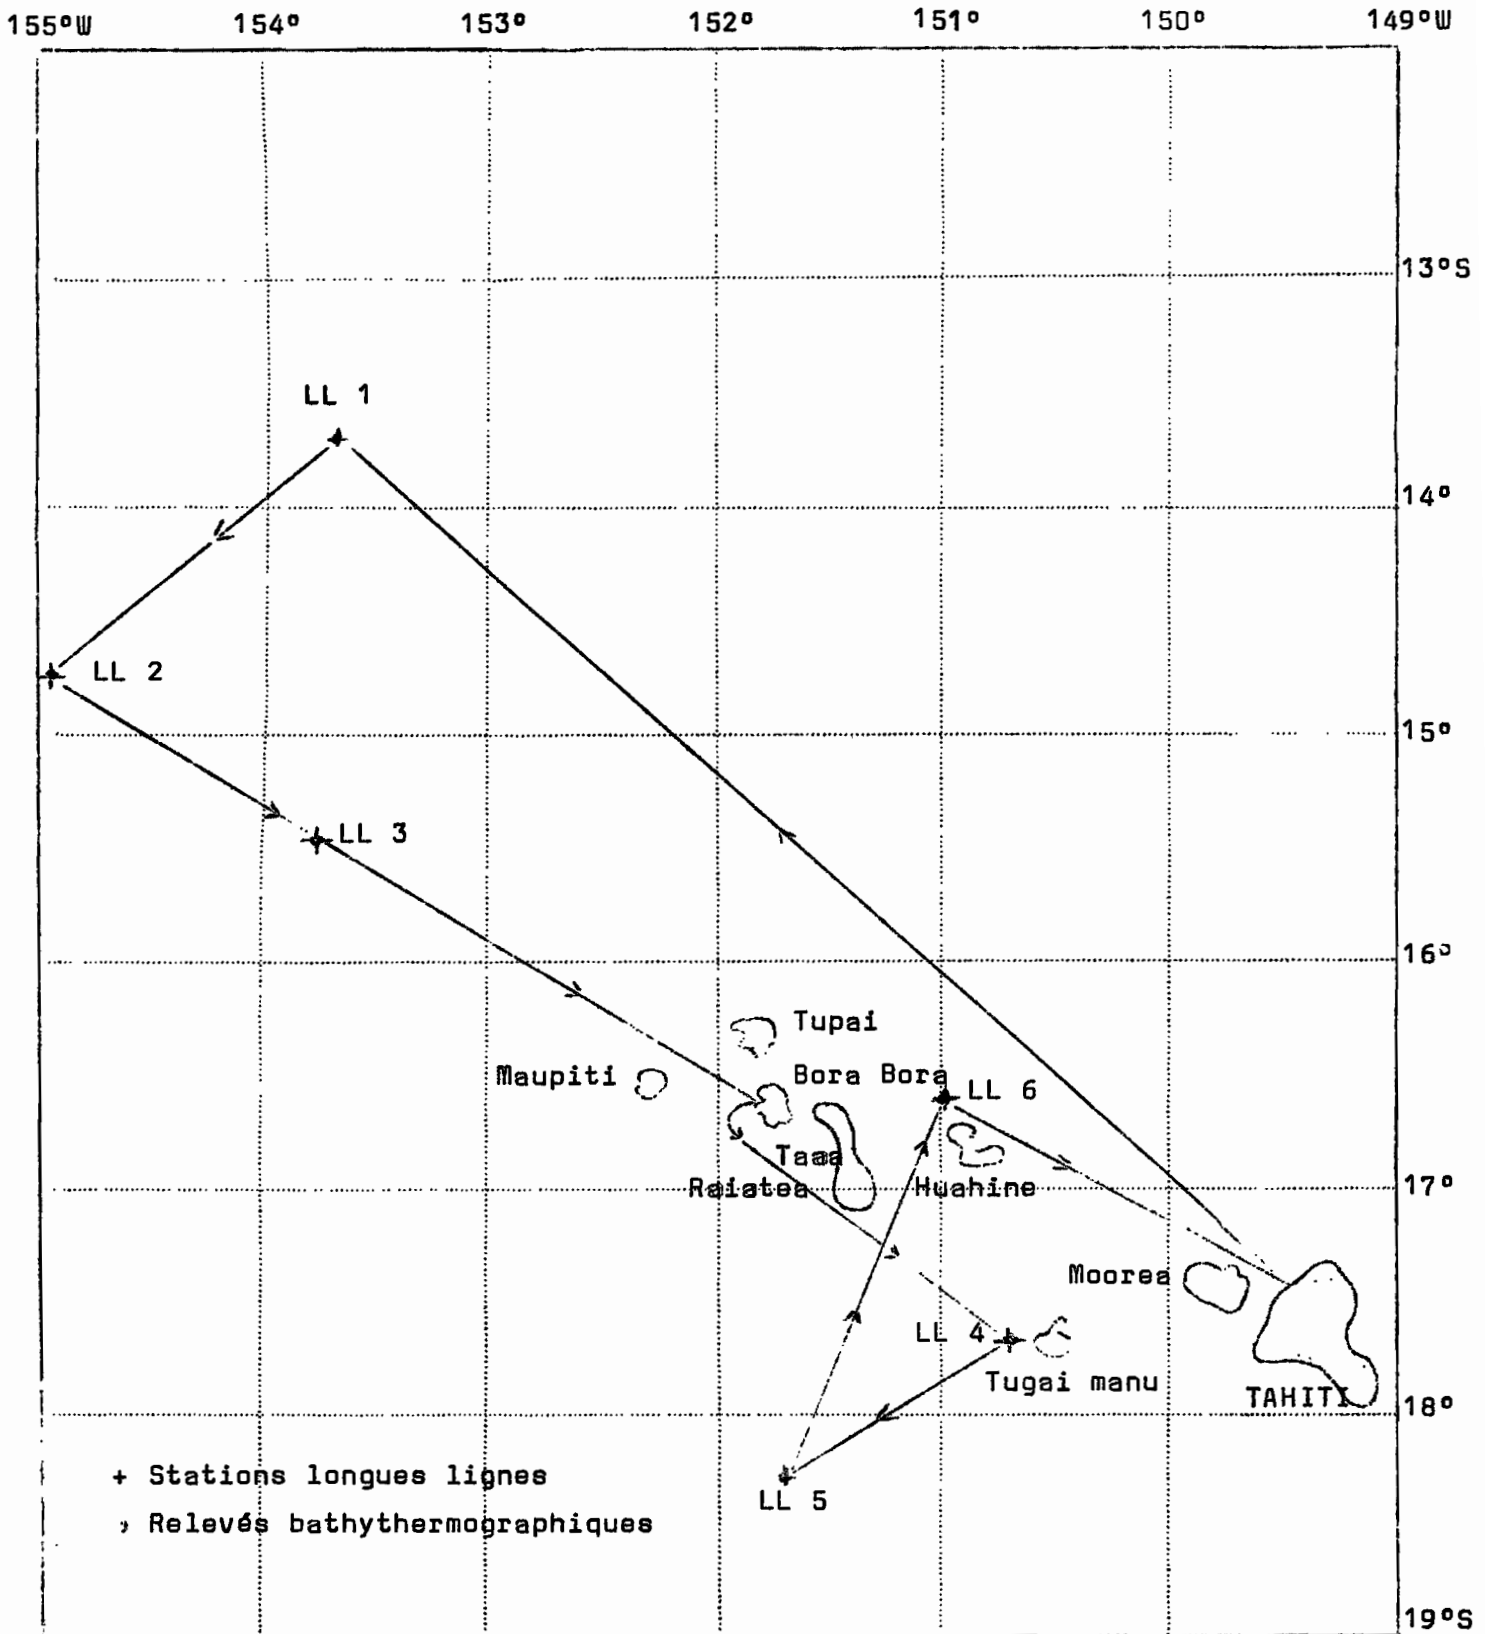 155°W 154° 153° 152° 151° 150° 149°W
13°S
LL 1
14°
LL 2
15°
LL 3
16°
Tupai
Maupiti
Bora Bora
LL 6
Taaa
Raiatea
Huahine
17°
Moorea
LL 4
Tugai manu
TAHITI
18°
+ Stations longues lignes
LL 5
, Relevés bathythermographiques
19°S